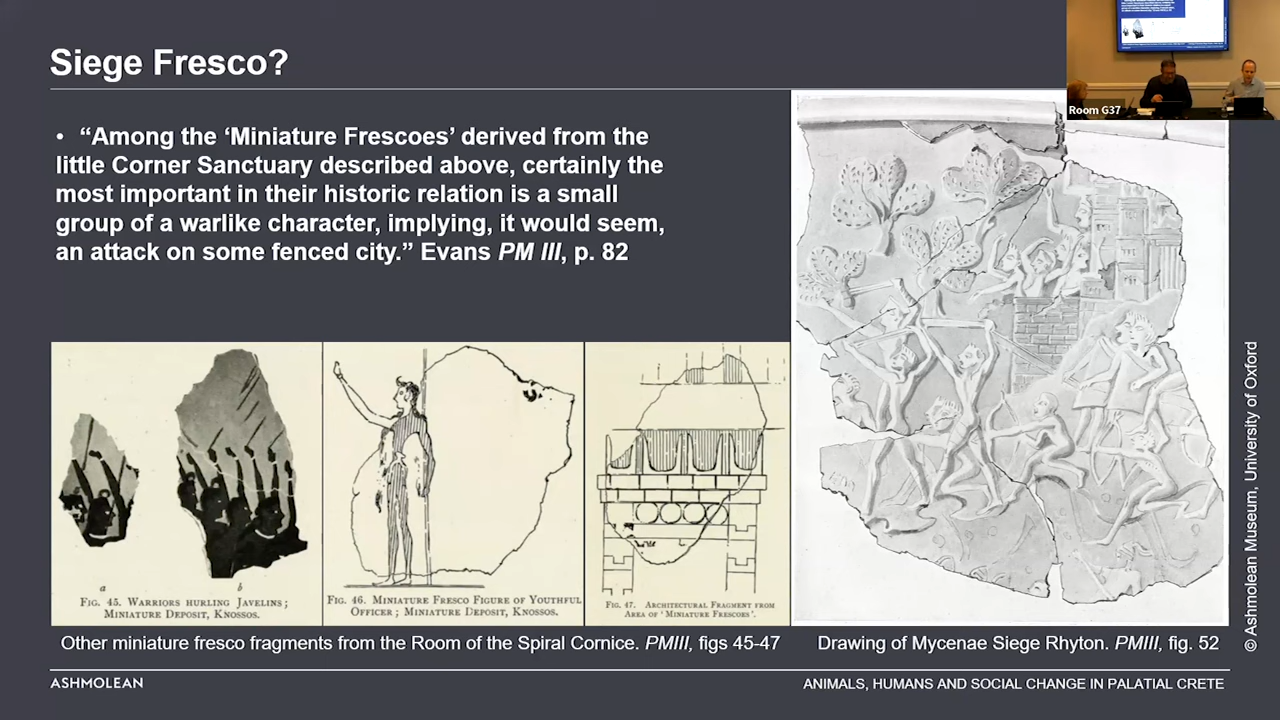 Siege Fresco?
• “Among the ‘Miniature Frescoes’ derived from the
little Corner Sanctuary described above, certainly the
most important in their historic relation is a small
group of a warlike character, implying, it would seem,
an attack on some fenced city.” Evans PM III, p. 82
Room G37
a b
FIG. 45. WARRIORS HURLING JAVELINS;
MINIATURE DEPOSIT, KNOSSOS.
FIG. 46. MINIATURE FRESCO FIGURE OF YOUTHFUL
OFFICER; MINIATURE DEPOSIT, KNOSSOS.
FIG. 47. ARCHITECTURAL FRAGMENT FROM
AREA OF ‘MINIATURE FRESCOES’.
Other miniature fresco fragments from the Room of the Spiral Cornice. PMIII, figs 45-47
Drawing of Mycenae Siege Rhyton. PMIII, fig. 52
© Ashmolean Museum, University of Oxford
ASHMOLEAN
ANIMALS, HUMANS AND SOCIAL CHANGE IN PALATIAL CRETE